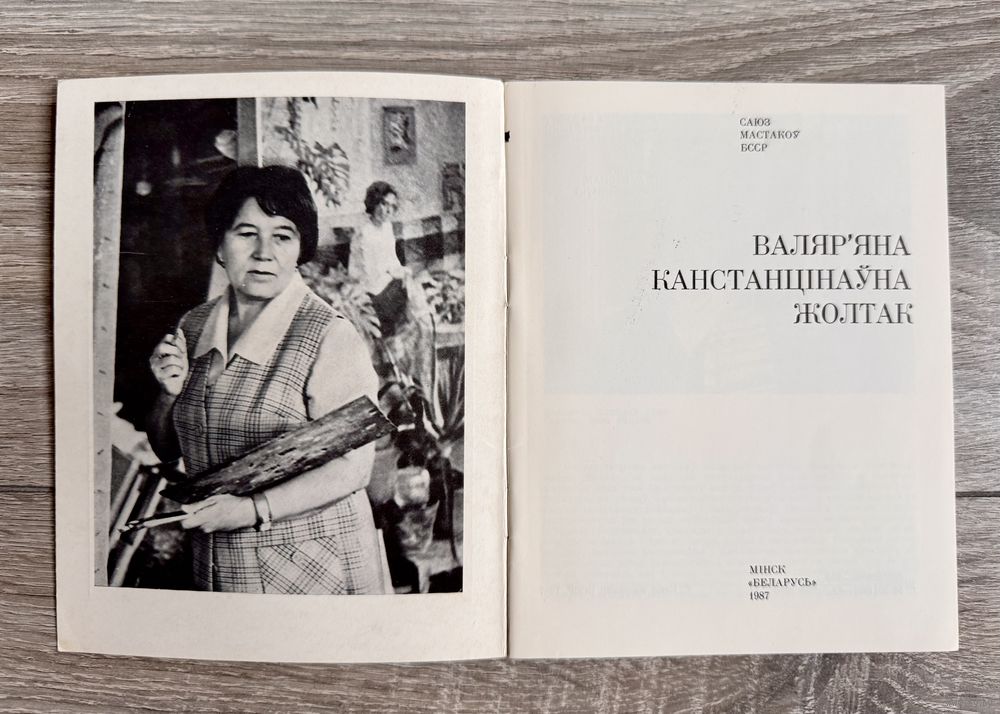 САЮЗ
МАСТАКОЎ
БССР
ВАЛЯР’ЯНА
КАНСТАНЦІНАЎНА
ЖОЛТАК
МІНСК
«БЕЛАРУСЬ»
1987